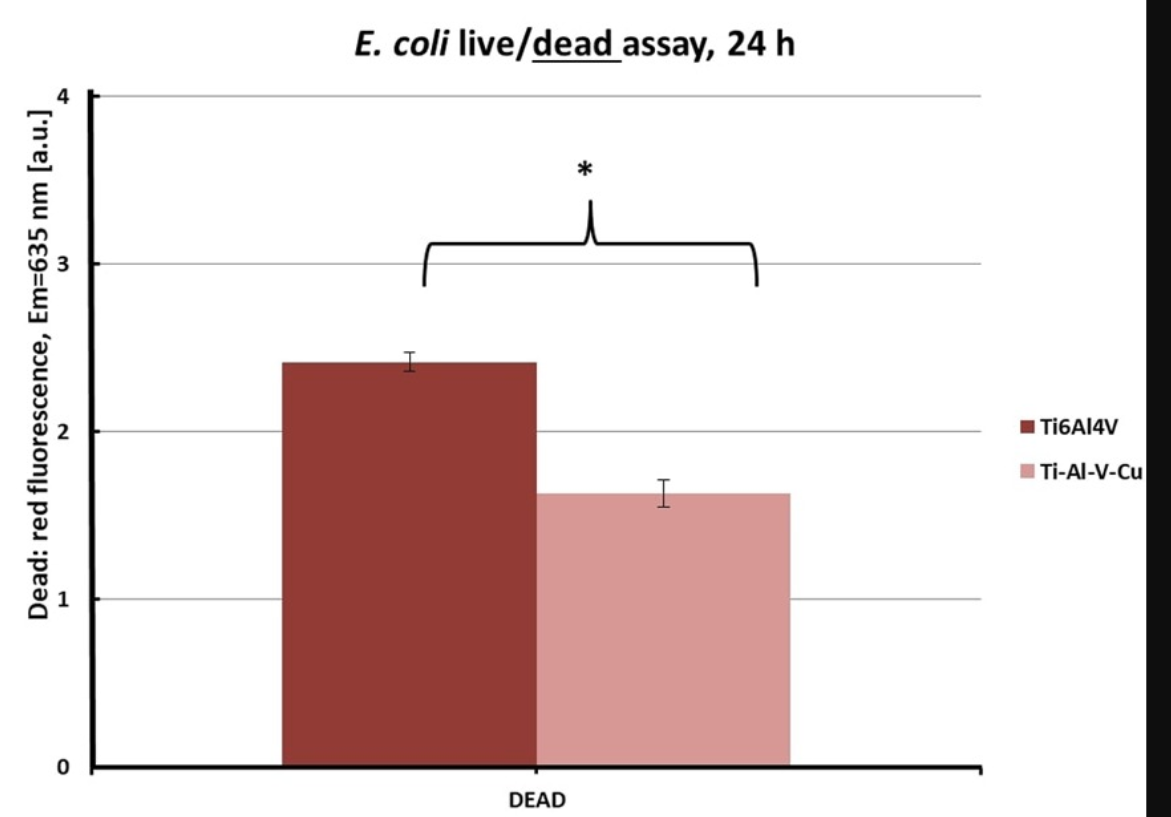 E. coli live/dead assay, 24 h
Dead: red fluorescence, Em=635 nm [a.u.]
4
3
2
1
0
*
DEAD
Ti6Al4V
Ti-Al-V-Cu